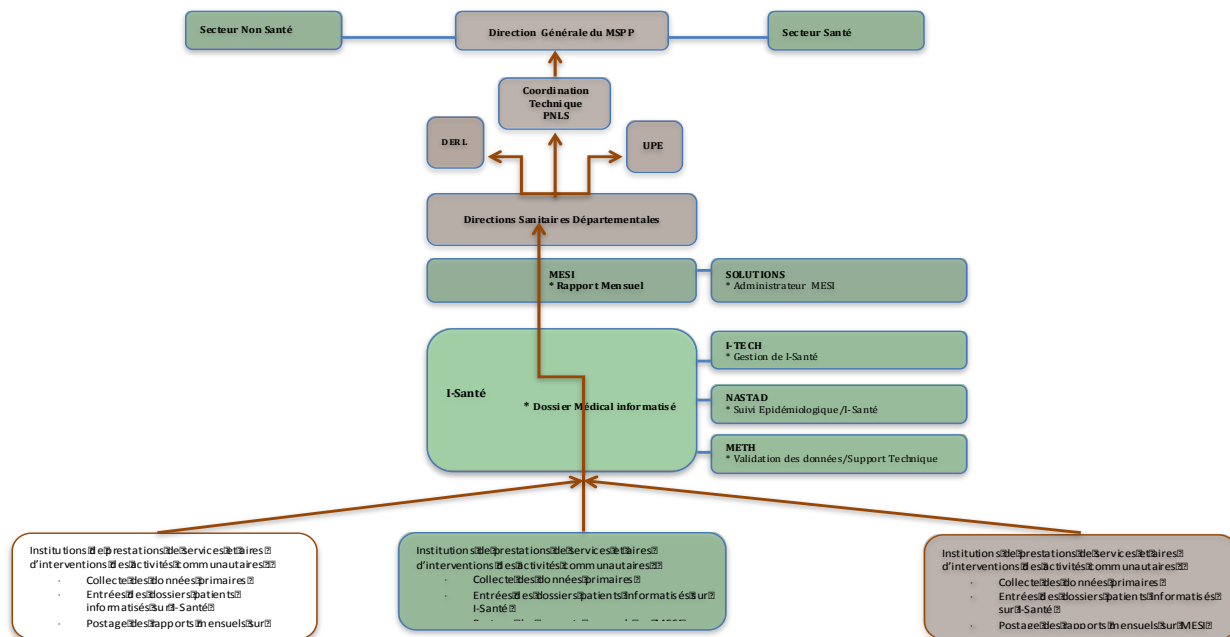 Secteur Non Santé
Direction Générale du MSPP
Secteur Santé
Coordination
Technique
PNLS
DERL
UPE
Directions Sanitaires Départementales
MESI
* Rapport Mensuel
SOLUTIONS
* Administrateur MESI
I-TECH
* Gestion de I-Santé
I-Santé
* Dossier Médical informatisé
NASTAD
* Suivi Epidémiologique/I-Santé
METH
* Validation des données/Support Technique
Institutions de prestations de services et aires
d'interventions des activités communautaires
· Collecte des données primaires
· Entrées des dossiers patients
informatisés sur I-Santé
· Postage des rapports mensuels sur
Institutions de prestations de services et aires
d'interventions des activités communautaires
· Collecte des données primaires
· Entrées des dossiers patients informatisés sur
I-Santé
Institutions de prestations de services et aires
d'interventions des activités communautaires
· Collecte des données primaires
· Entrées des dossiers patients informatisés
sur I-Santé
· Postage des rapports mensuels sur MESI